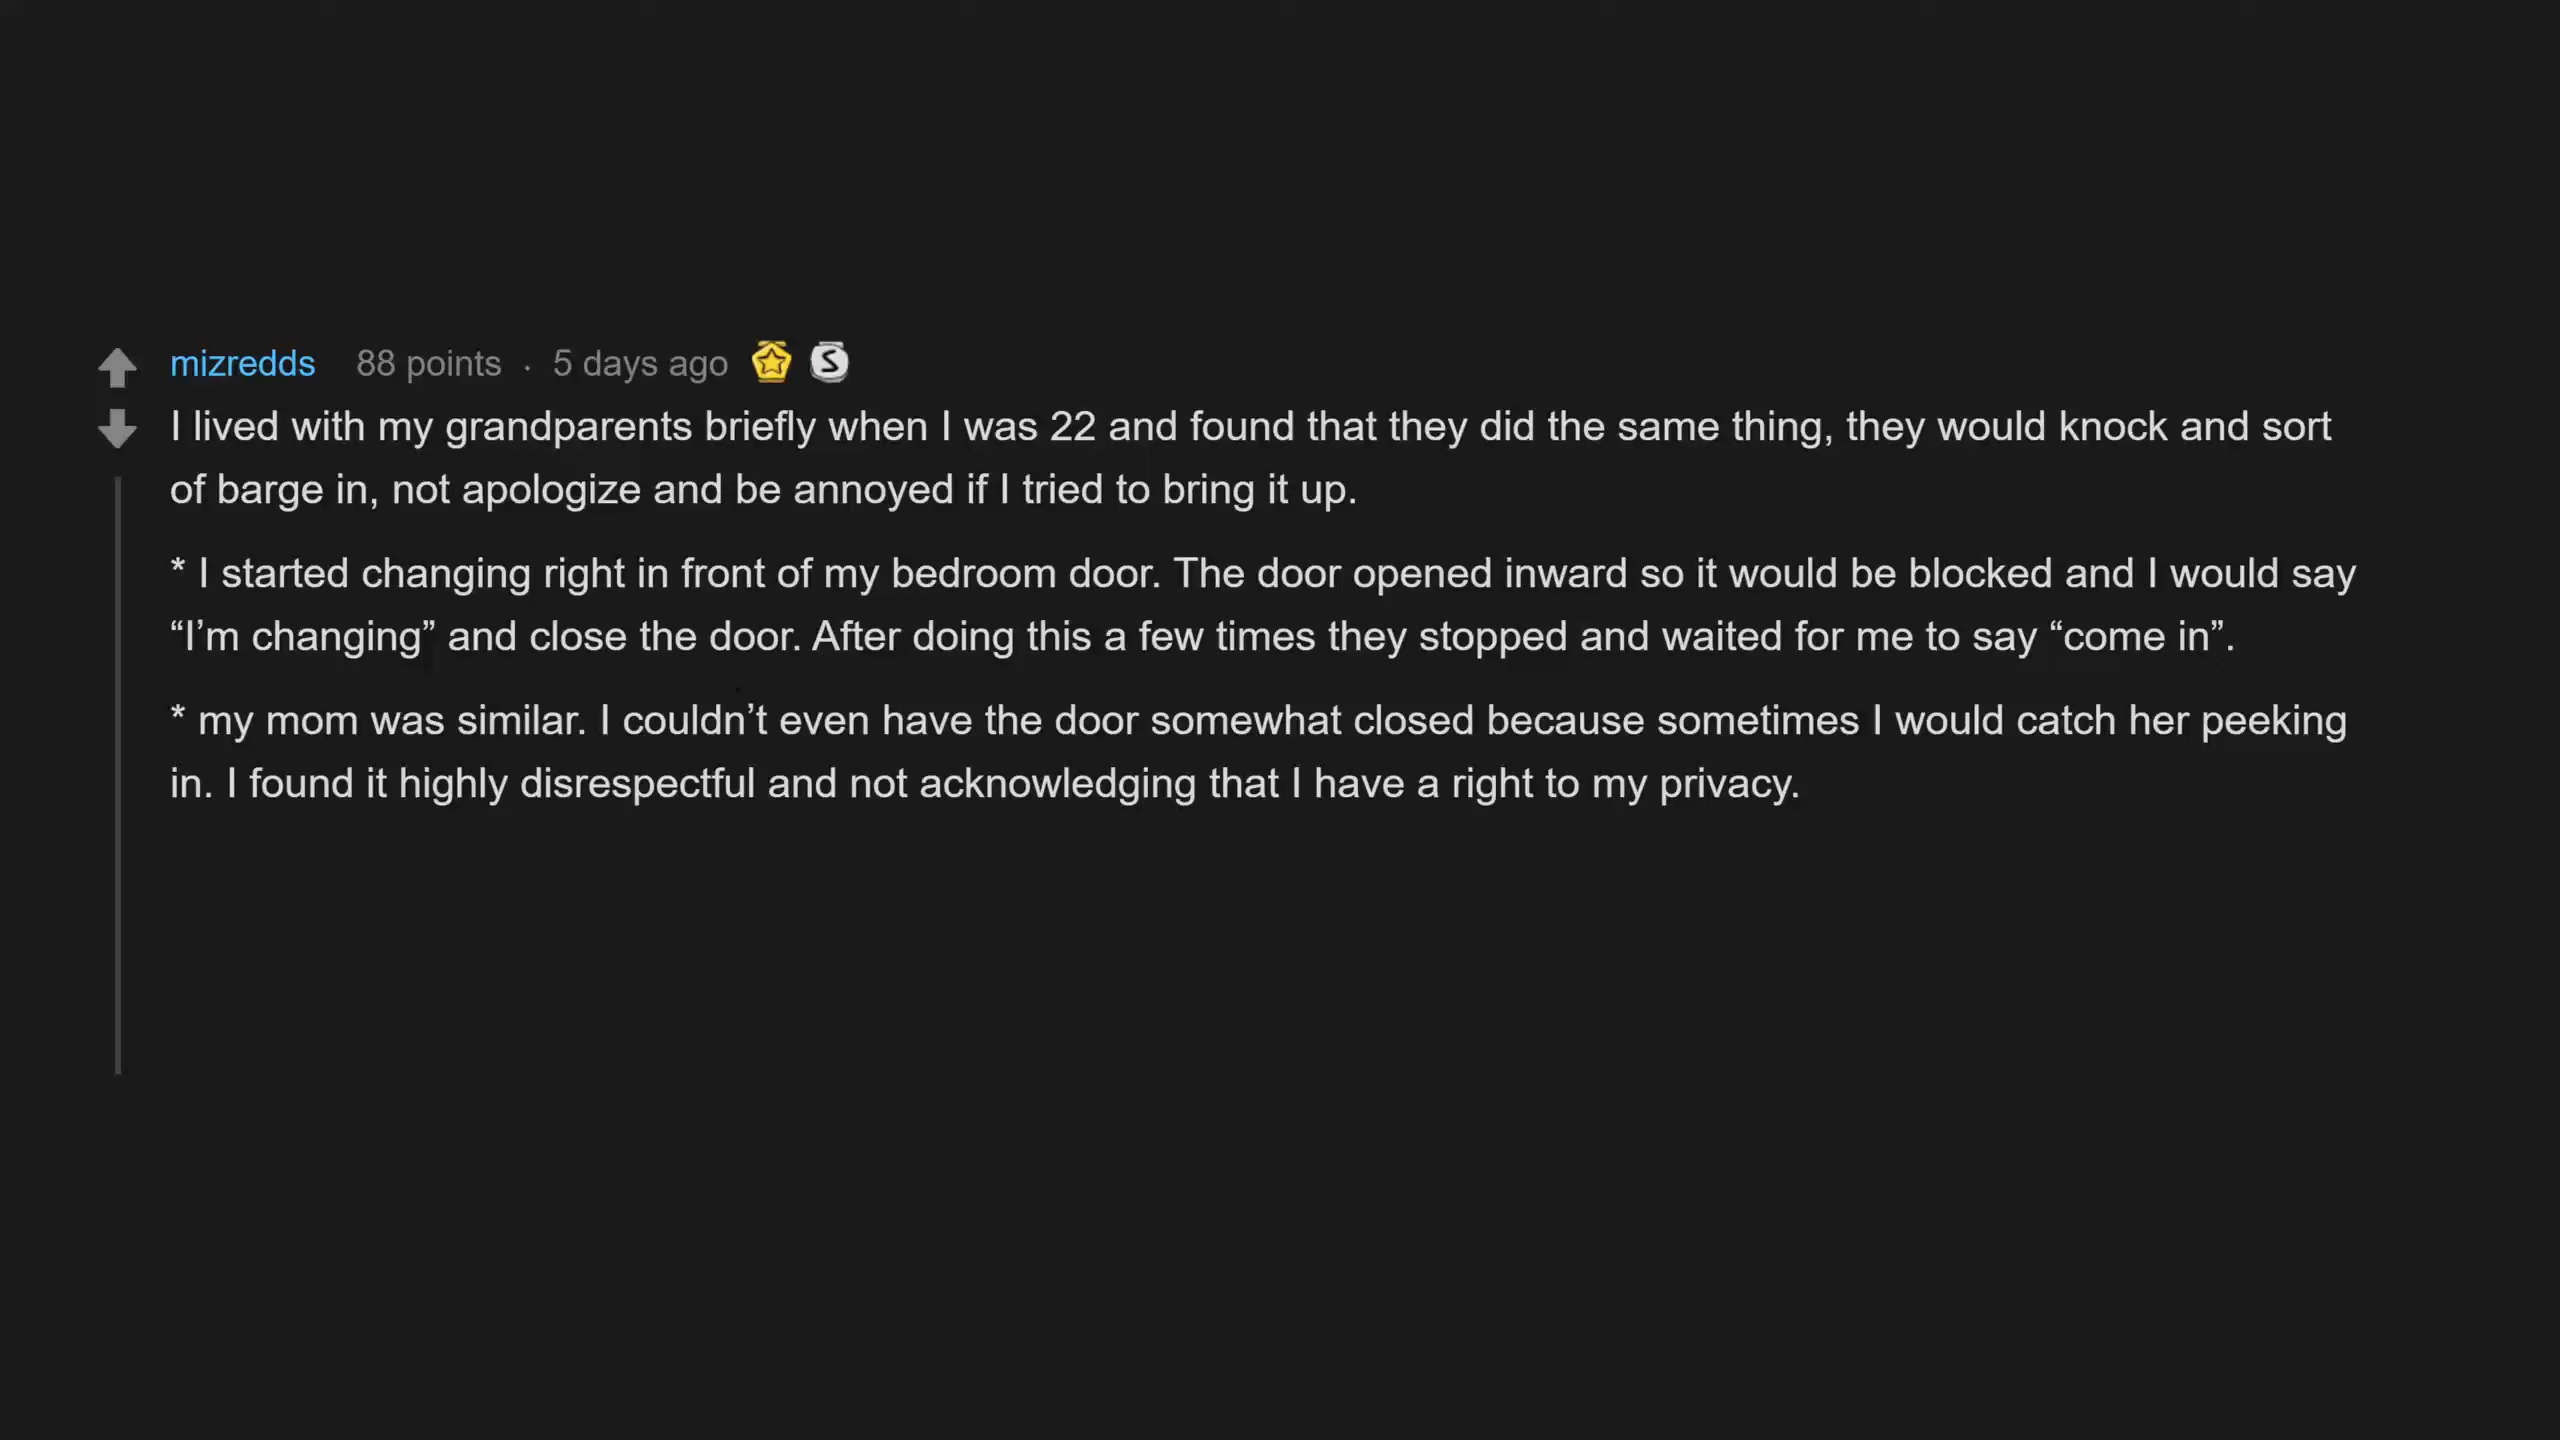 mizredds 88 points · 5 days ago S
I lived with my grandparents briefly when I was 22 and found that they did the same thing, they would knock and sort
of barge in, not apologize and be annoyed if I tried to bring it up.
* I started changing right in front of my bedroom door. The door opened inward so it would be blocked and I would say
“I’m changing” and close the door. After doing this a few times they stopped and waited for me to say “come in”.
* my mom was similar. I couldn’t even have the door somewhat closed because sometimes I would catch her peeking
in. I found it highly disrespectful and not acknowledging that I have a right to my privacy.